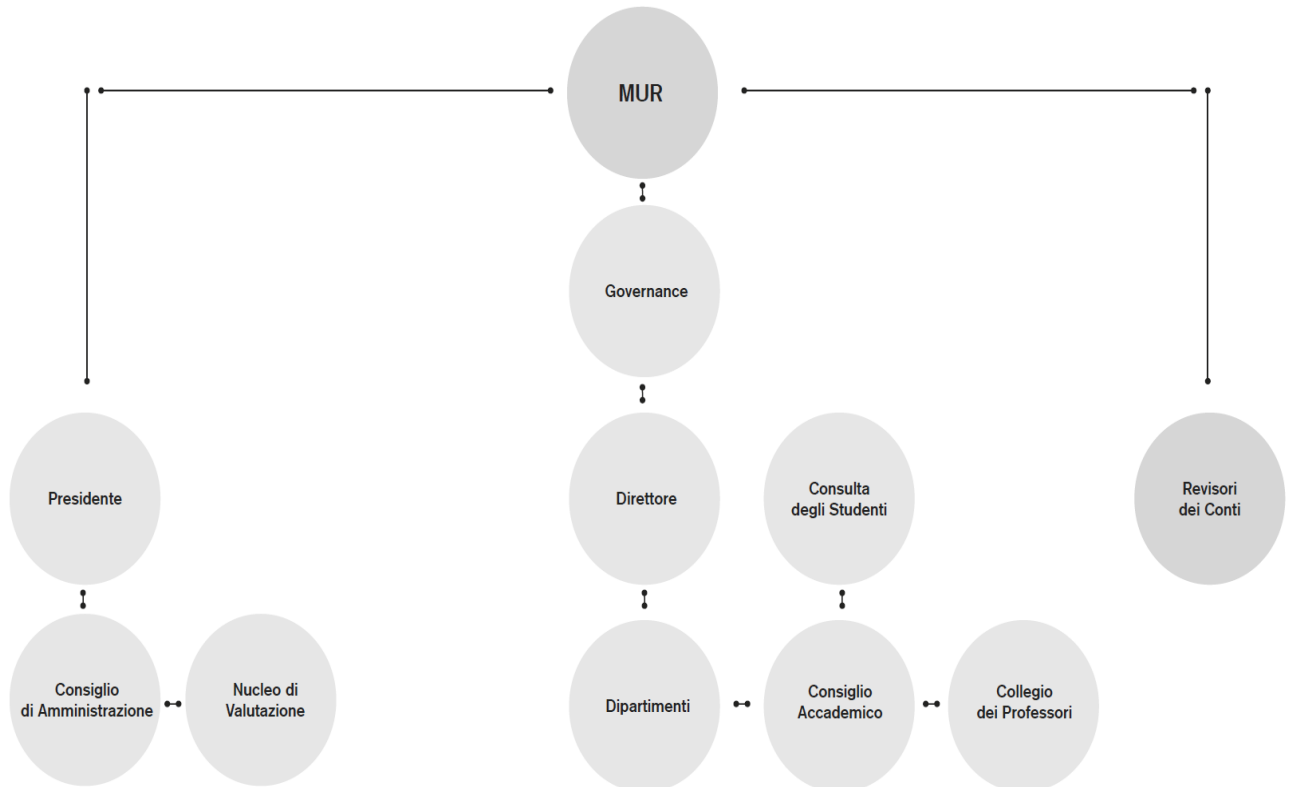 MUR
Governance
Presidente
Direttore
Consulta
degli Studenti
Revisori
dei Conti
Consiglio
di Amministrazione
Nucleo di
Valutazione
Dipartimenti
Consiglio
Accademico
Collegio
dei Professori